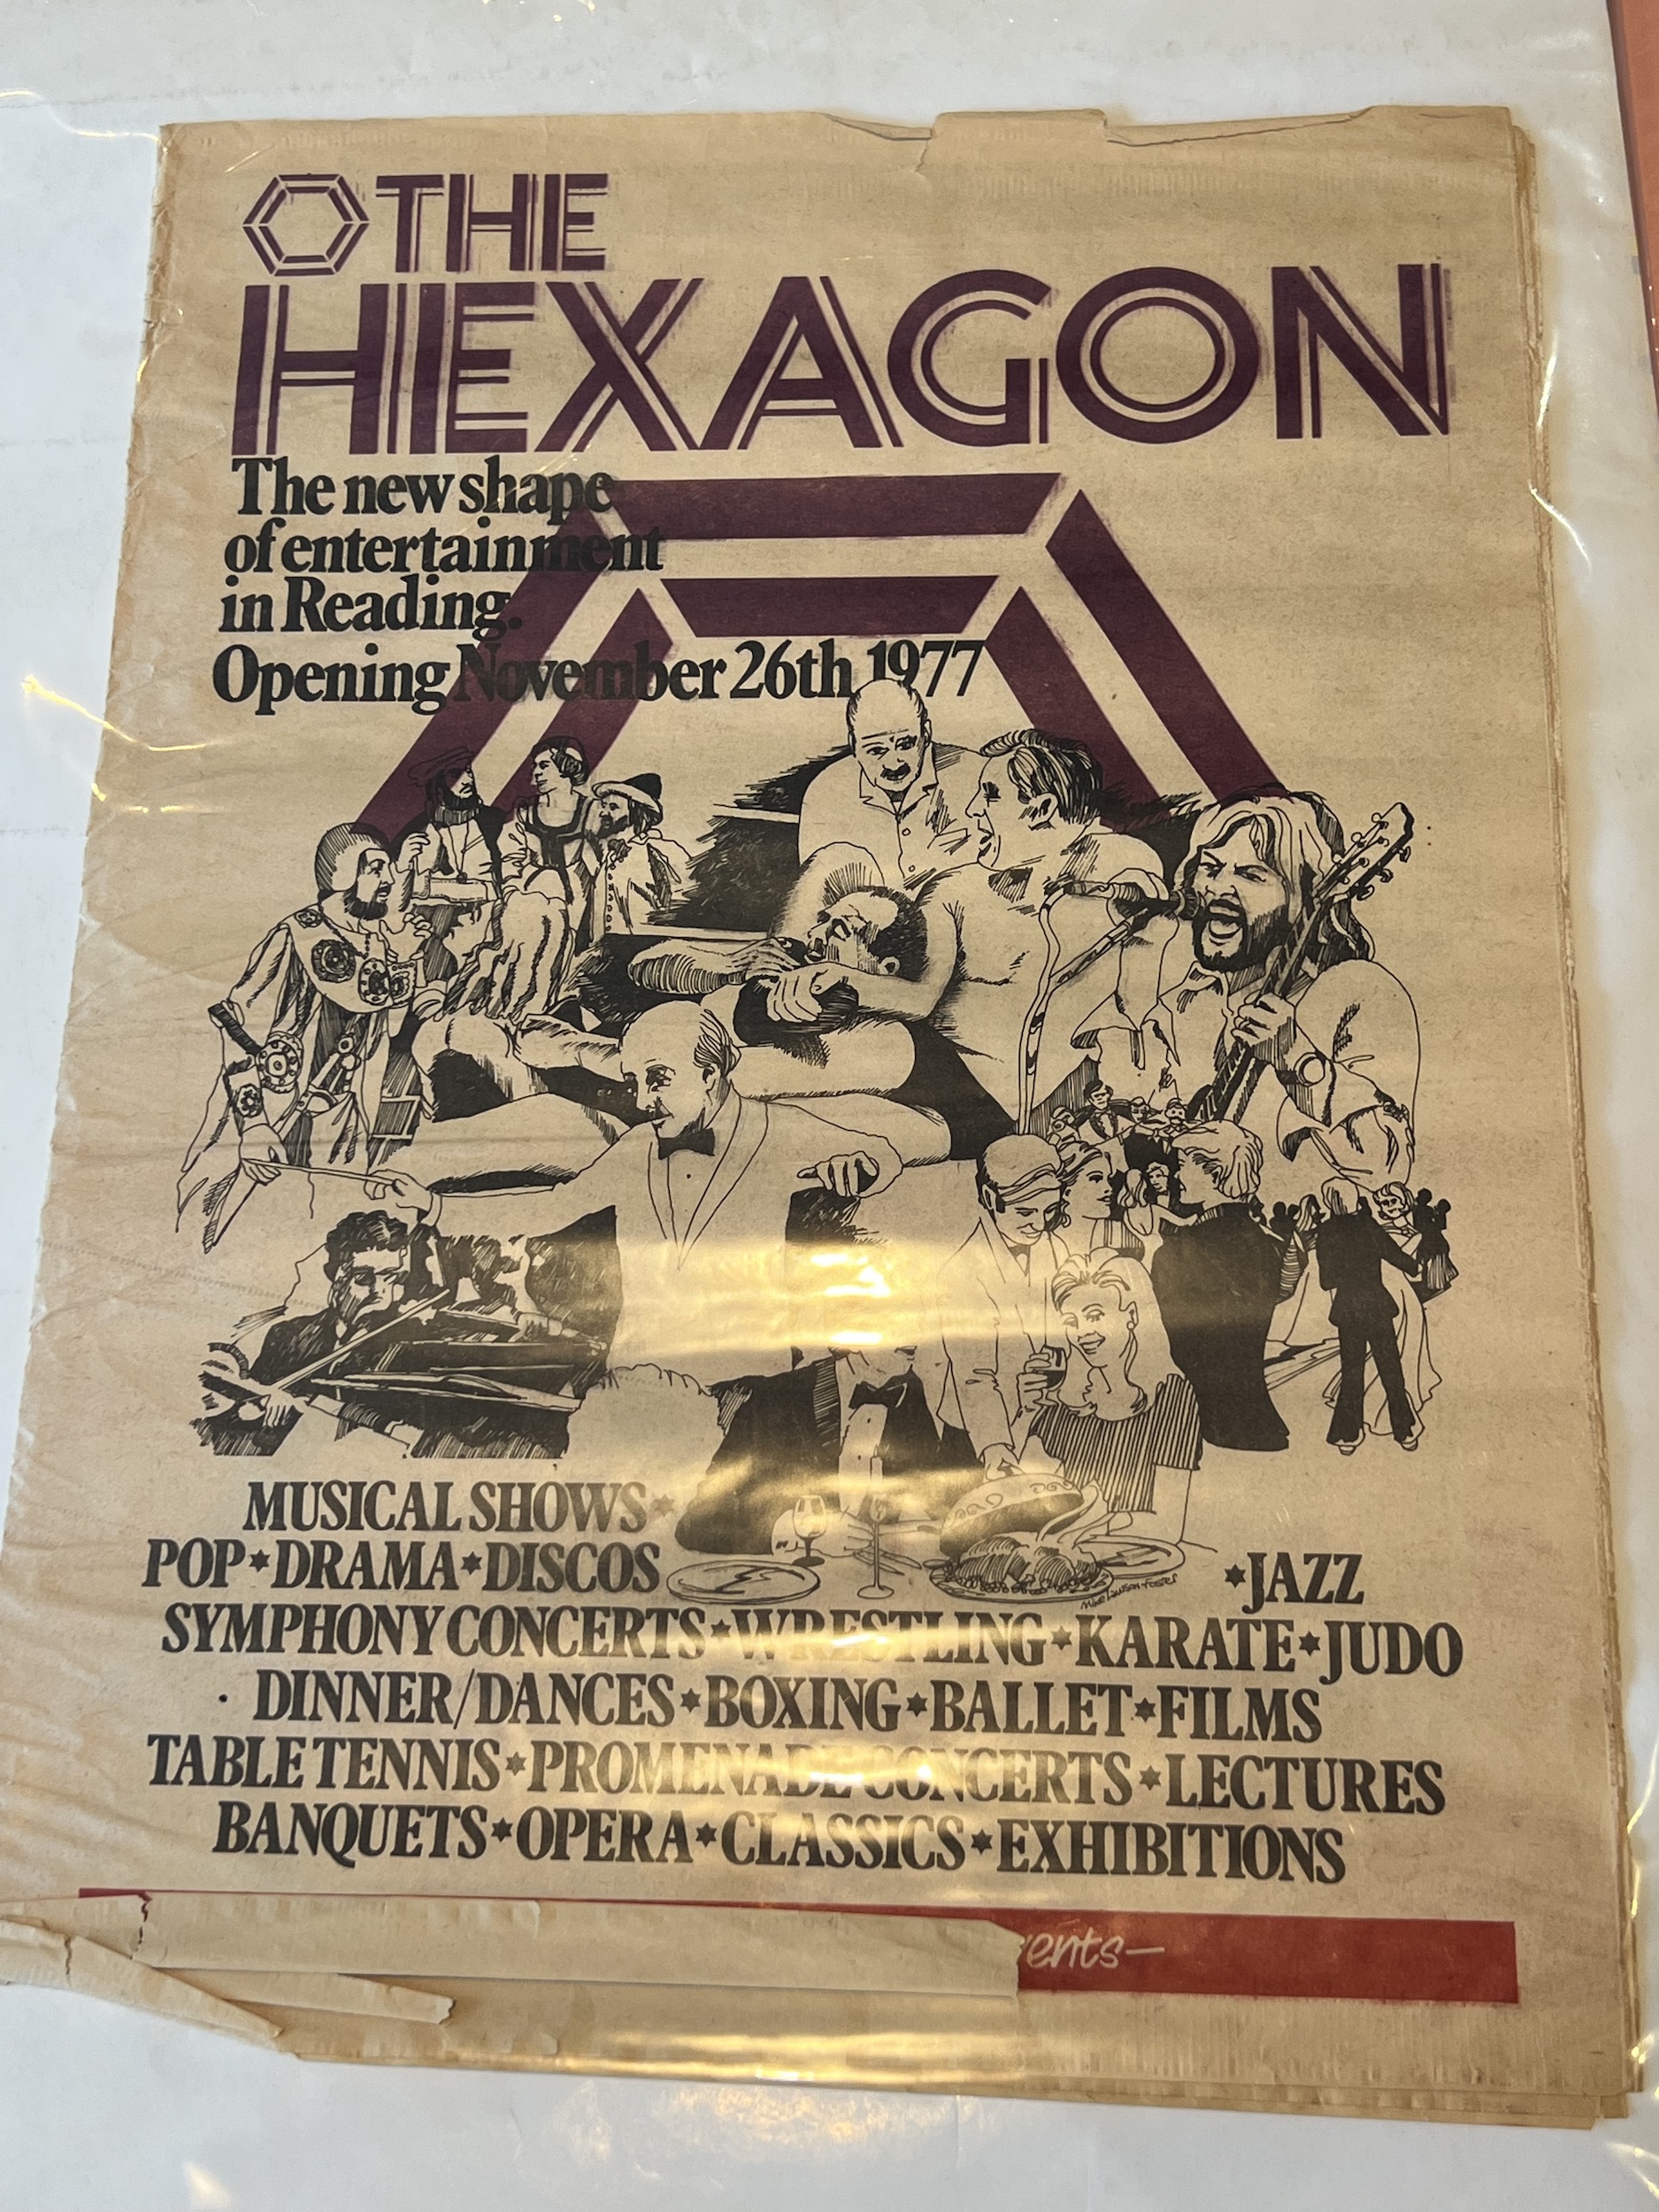 THE
HEXAGON
The new shape
of entertainment
in Reading.
Opening November 26th 1977
MUSICAL SHOWS*
POP*DRAMA*DISCOS *JAZZ
SYMPHONY CONCERTS*WRESTLING*KARATE*JUDO
DINNER/DANCES*BOXING*BALLET*FILMS
TABLE TENNIS*PROMENADE CONCERTS*LECTURES
BANQUETS*OPERA*CLASSICS*EXHIBITIONS
ents—